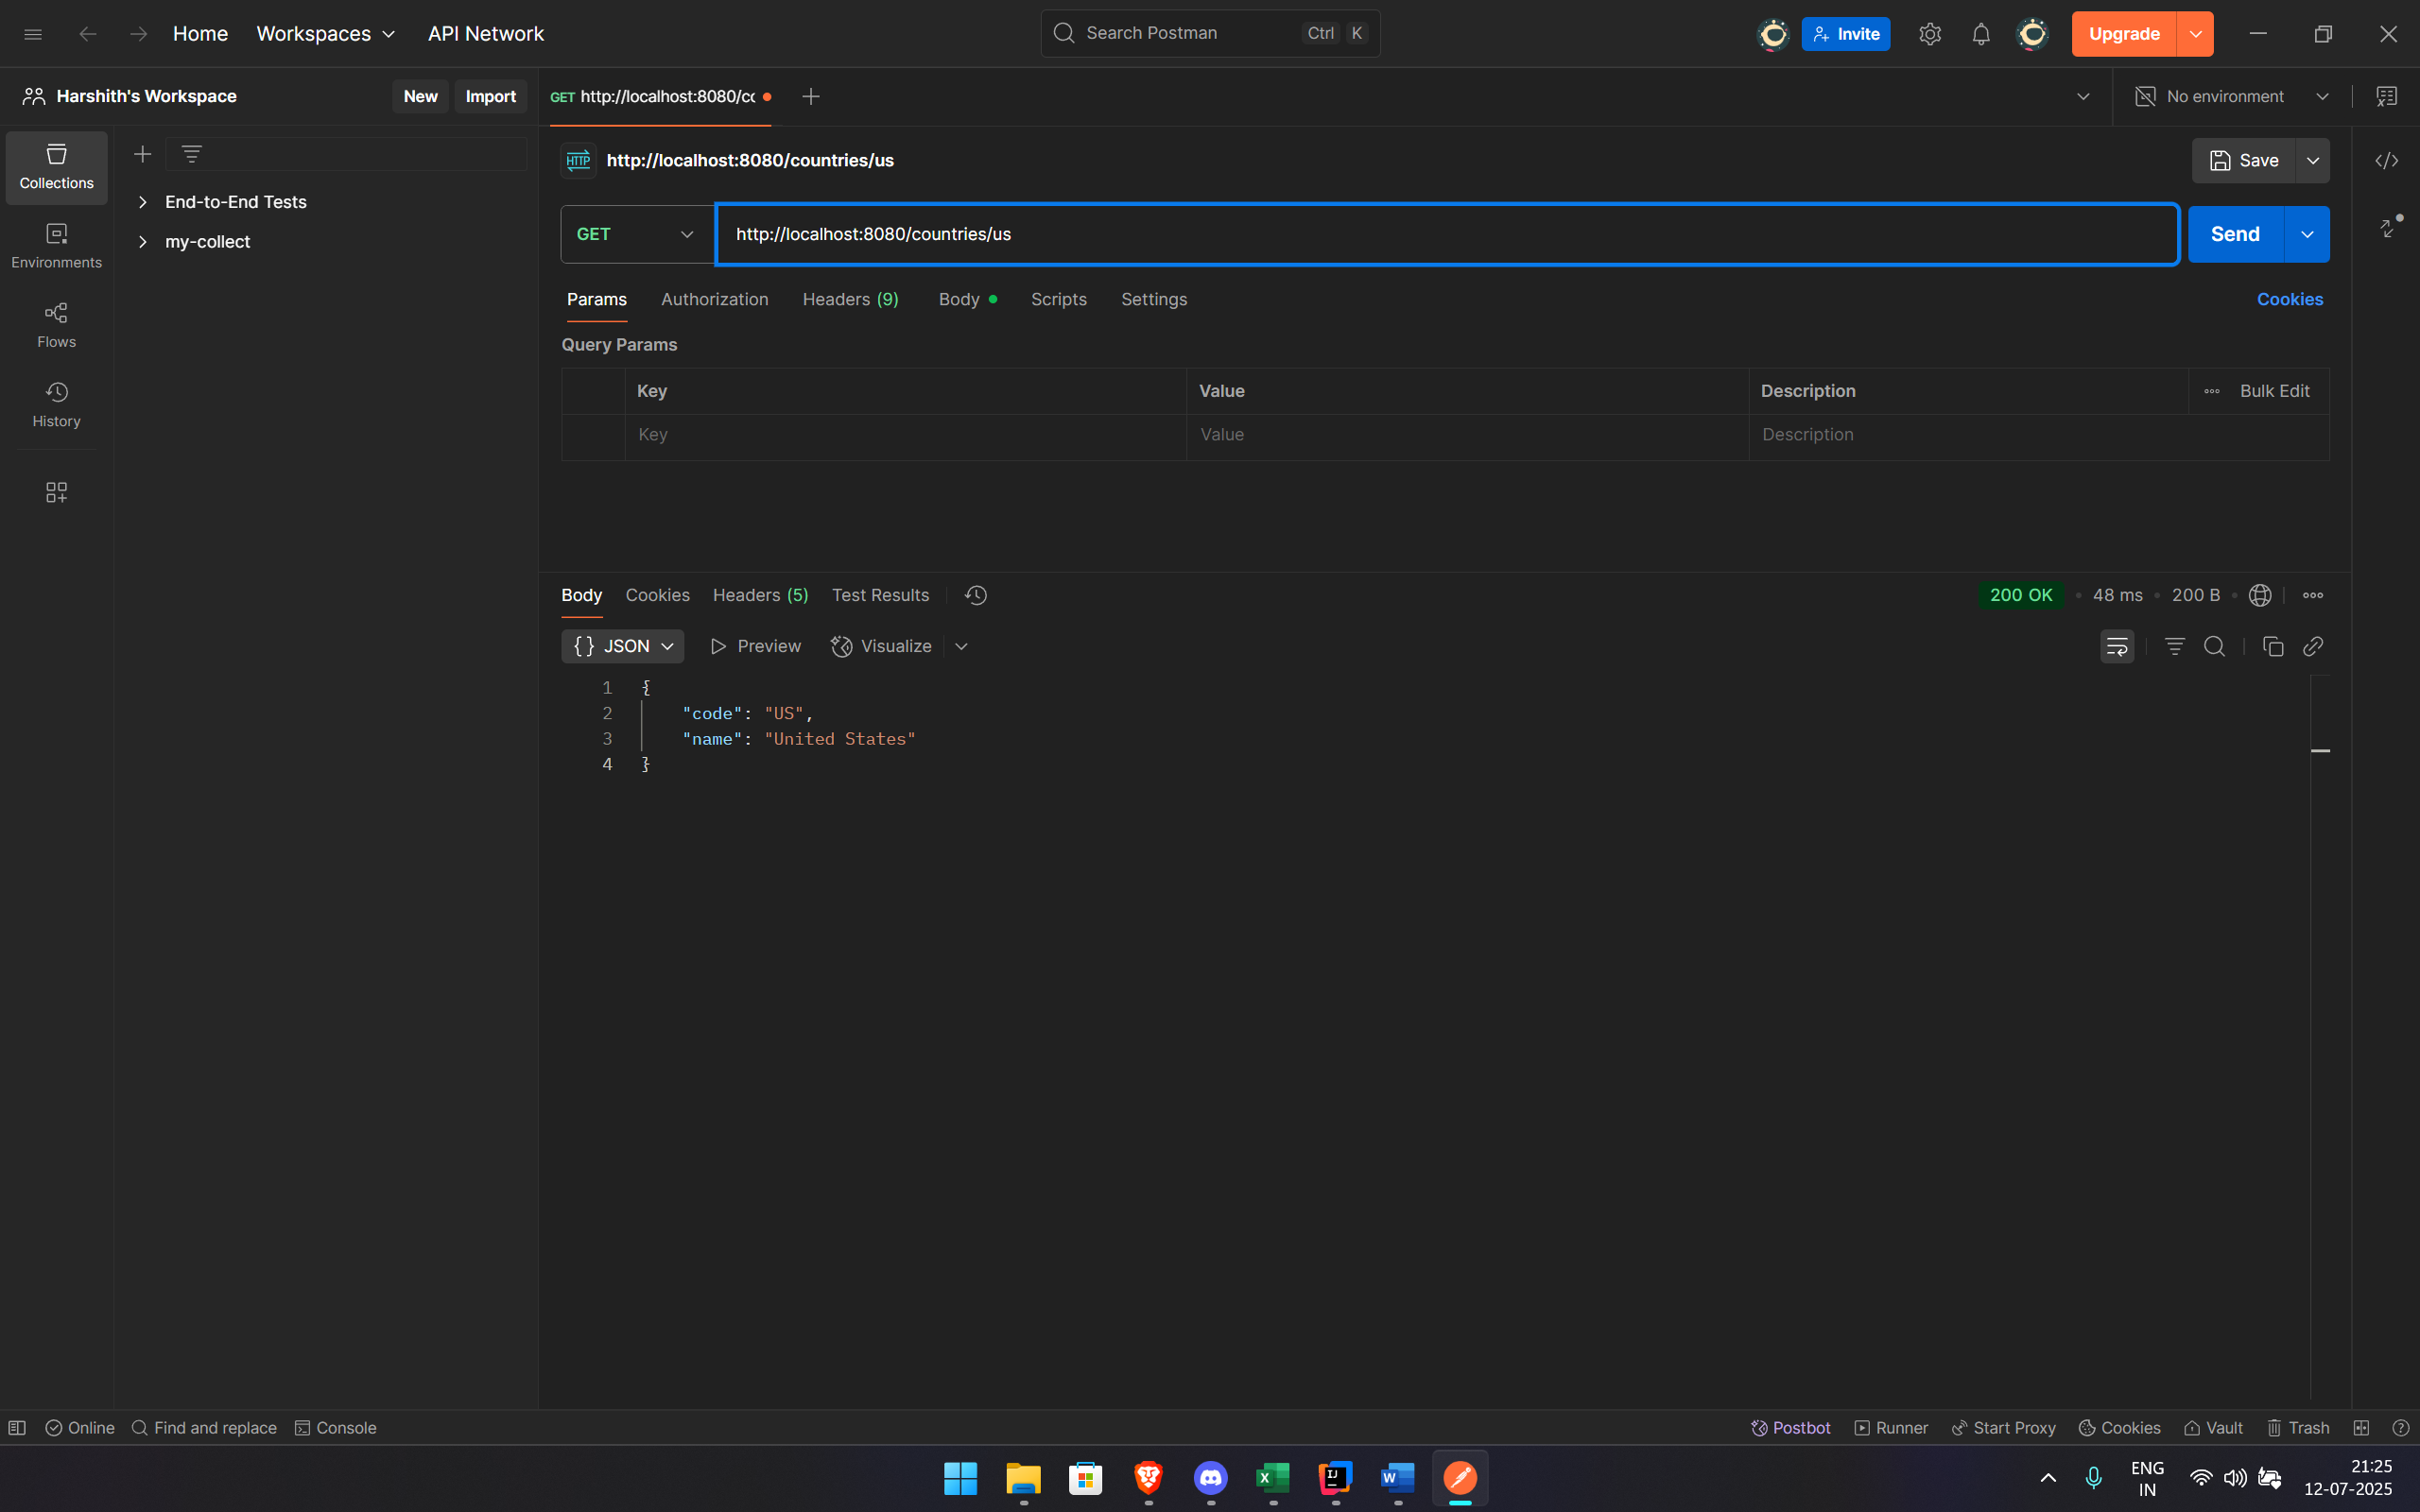 Home Workspaces API Network Search Postman Ctrl K Invite Upgrade
Harshith's Workspace New Import GET http://localhost:8080/cc No environment
Collections
Environments
Flows
History
End-to-End Tests
my-collect
HTTP http://localhost:8080/countries/us Save
GET http://localhost:8080/countries/us Send
Params Authorization Headers (9) Body Scripts Settings Cookies
Query Params
Key Value Description Bulk Edit
Key Value Description
Body Cookies Headers (5) Test Results 200 OK 48 ms 200 B
{} JSON Preview Visualize
1 {
2 "code": "US",
3 "name": "United States"
4 }
Online Find and replace Console Postbot Runner Start Proxy Cookies Vault Trash
ENG 21:25
IN 12-07-2025